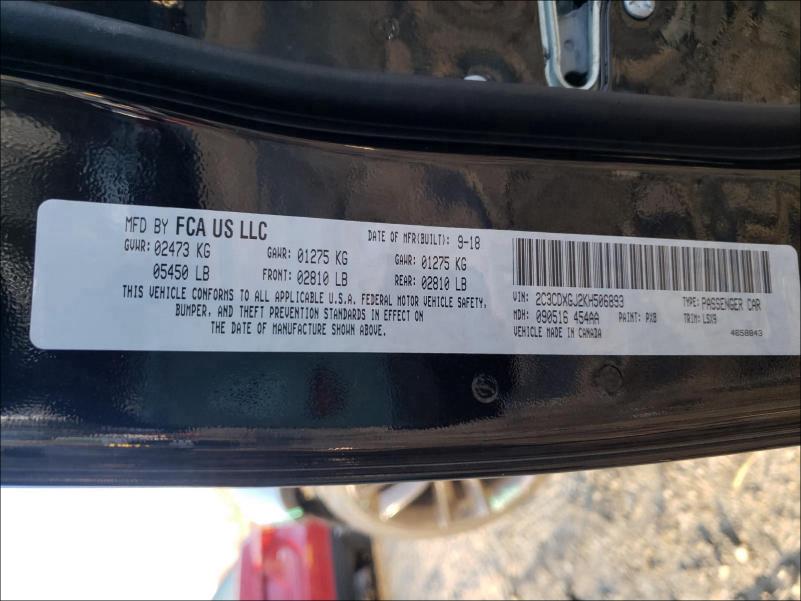 MFD BY FCA US LLC
DATE OF MFR(BUILT): 9-18
GVWR: 02473 KG GAWR: 01275 KG GAWR: 01275 KG
05450 LB FRONT: 02810 LB REAR: 02810 LB
THIS VEHICLE CONFORMS TO ALL APPLICABLE U.S.A. FEDERAL MOTOR VEHICLE SAFETY,
BUMPER, AND THEFT PREVENTION STANDARDS IN EFFECT ON
THE DATE OF MANUFACTURE SHOWN ABOVE.
VIN: 2C3CDXGJ2KH506893 TYPE: PASSENGER CAR
MDH: 090516 454AA PAINT: PX8 TRIM: LSX9
VEHICLE MADE IN CANADA 4658843